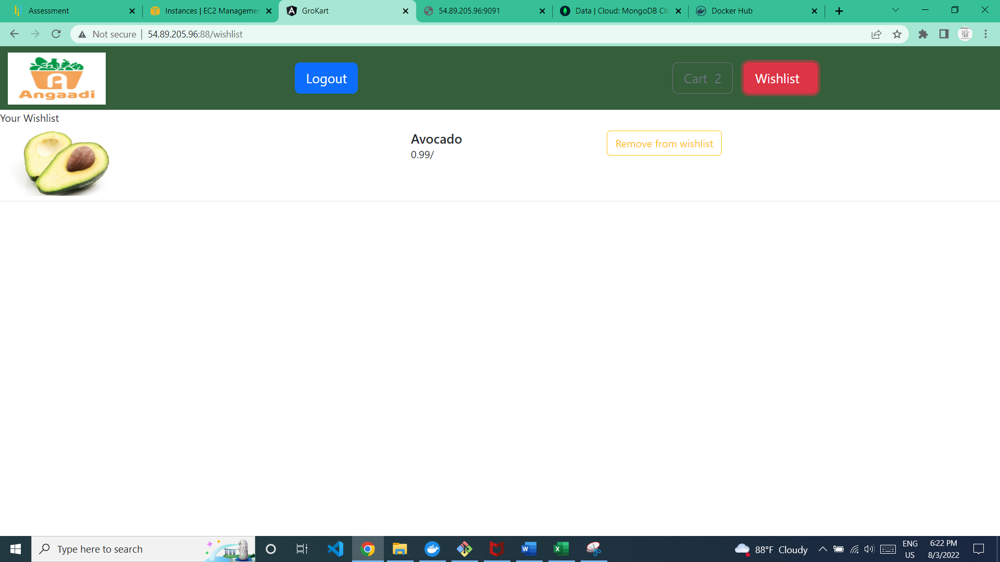 Assessment
Instances | EC2 Managemen
GroKart
54.89.205.96:9091
Data | Cloud: MongoDB Clo
Docker Hub
Not secure | 54.89.205.96:88/wishlist
A
Angaadi
Logout
Cart 2
Wishlist
Your Wishlist
Avocado
0.99/
Remove from wishlist
Type here to search
88°F Cloudy
ENG
US
6:22 PM
8/3/2022